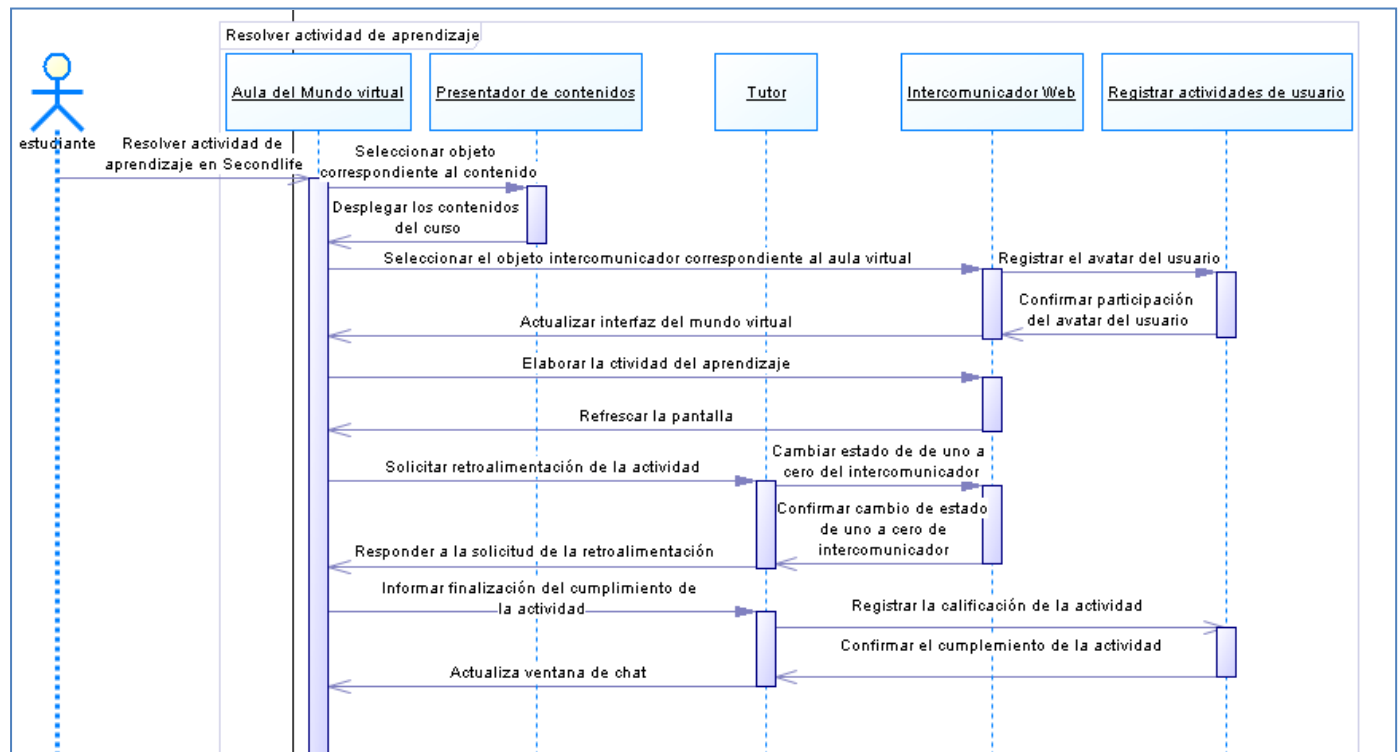 Resolver actividad de aprendizaje
Aula del Mundo virtual
Presentador de contenidos
Tutor
Intercomunicador Web
Registrar actividades de usuario
estudiante
Resolver actividad de
aprendizaje en Secondlife
Seleccionar objeto
correspondiente al contenido
Desplegar los contenidos
del curso
Seleccionar el objeto intercomunicador correspondiente al aula virtual
Registrar el avatar del usuario
Confirmar participación
del avatar del usuario
Actualizar interfaz del mundo virtual
Elaborar la ctividad del aprendizaje
Refrescar la pantalla
Solicitar retroalimentación de la actividad
Cambiar estado de de uno a
cero del intercomunicador
Confirmar cambio de estado
de uno a cero de
intercomunicador
Responder a la solicitud de la retroalimentación
Informar finalización del cumplimiento de
la actividad
Registrar la calificación de la actividad
Confirmar el cumplemiento de la actividad
Actualiza ventana de chat